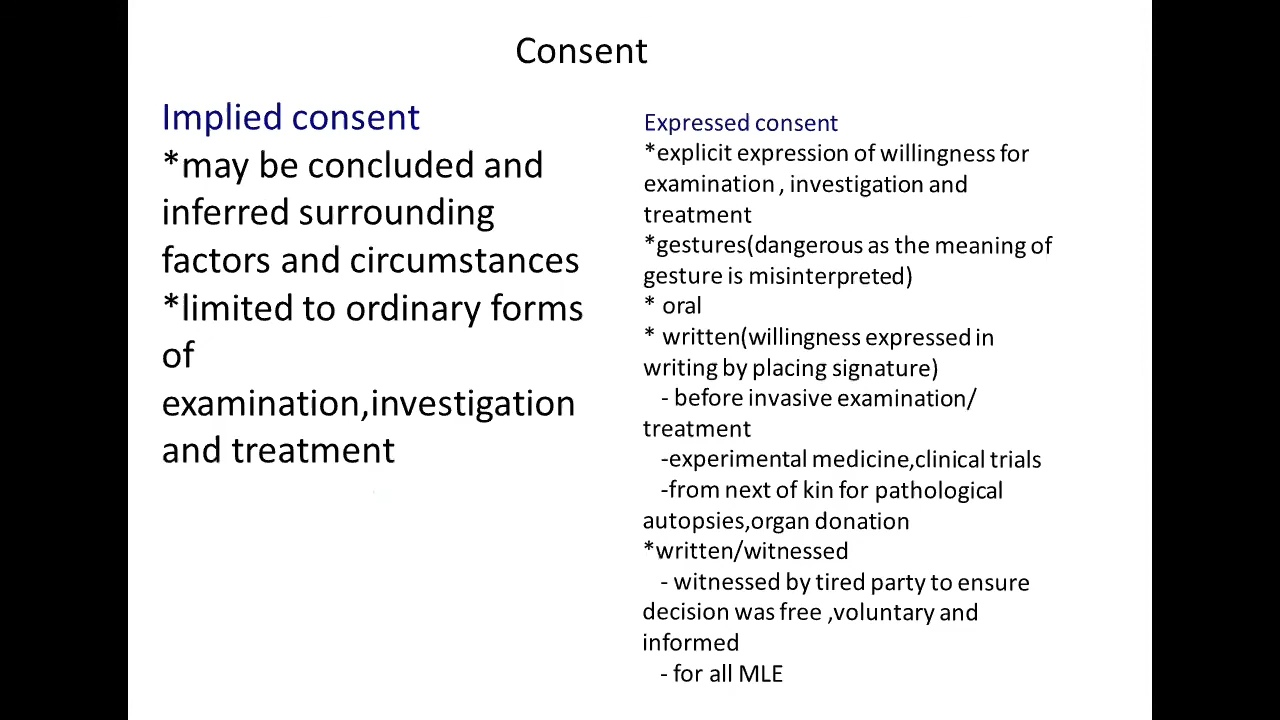 Consent
Implied consent
*may be concluded and
inferred surrounding
factors and circumstances
*limited to ordinary forms
of
examination,investigation
and treatment
Expressed consent
*explicit expression of willingness for
examination , investigation and
treatment
*gestures(dangerous as the meaning of
gesture is misinterpreted)
* oral
* written(willingness expressed in
writing by placing signature)
- before invasive examination/
treatment
-experimental medicine,clinical trials
-from next of kin for pathological
autopsies,organ donation
*written/witnessed
- witnessed by tired party to ensure
decision was free ,voluntary and
informed
- for all MLE